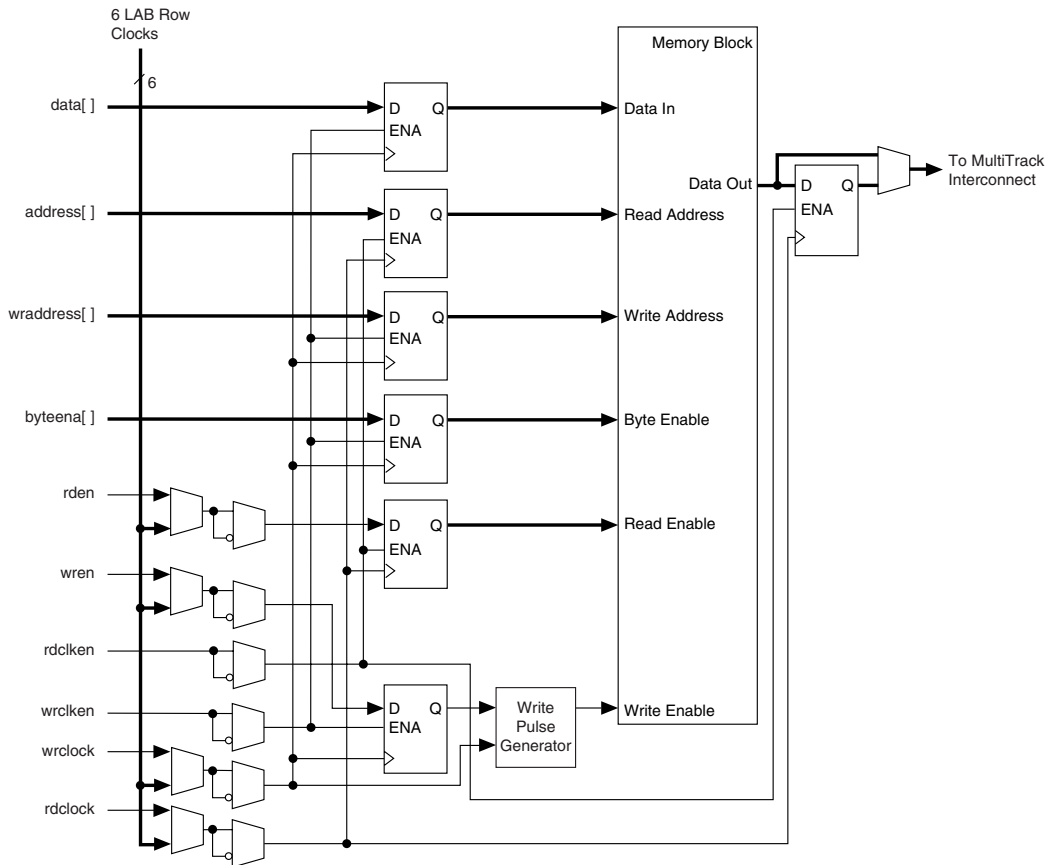 6 LAB Row
Clocks
6
Memory Block
data[ ]
D Q
ENA
Data In
To MultiTrack
Interconnect
Data Out
D Q
ENA
address[ ]
D Q
ENA
Read Address
wraddress[ ]
D Q
ENA
Write Address
byteena[ ]
D Q
ENA
Byte Enable
rden
D Q
ENA
Read Enable
wren
rdclken
wrclken
D Q
ENA
Write
Pulse
Generator
Write Enable
wrclock
rdclock